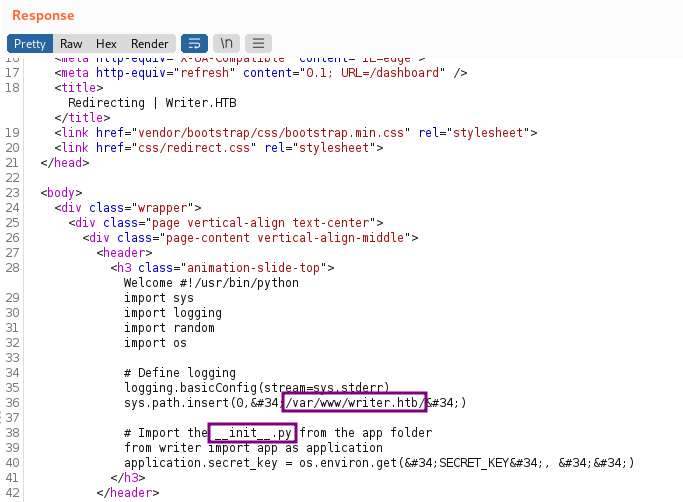 Response
Pretty Raw Hex Render \n
16 <meta http-equiv="X-UA-Compatible" content="IE=edge">
17 <meta http-equiv="refresh" content="0.1; URL=/dashboard" />
18 <title>
Redirecting | Writer.HTB
</title>
19 <link href="vendor/bootstrap/css/bootstrap.min.css" rel="stylesheet">
20 <link href="css/redirect.css" rel="stylesheet">
21 </head>
22
23 <body>
24 <div class="wrapper">
25 <div class="page vertical-align text-center">
26 <div class="page-content vertical-align-middle">
27 <header>
28 <h3 class="animation-slide-top">
Welcome #!/usr/bin/python
29 import sys
30 import logging
31 import random
32 import os
33
34 # Define logging
35 logging.basicConfig(stream=sys.stderr)
36 sys.path.insert(0,&#34;/var/www/writer.htb/&#34;)
37
38 # Import the __init__.py from the app folder
39 from writer import app as application
40 application.secret_key = os.environ.get(&#34;SECRET_KEY&#34;, &#34;&#34;)
41 </h3>
42 </header>